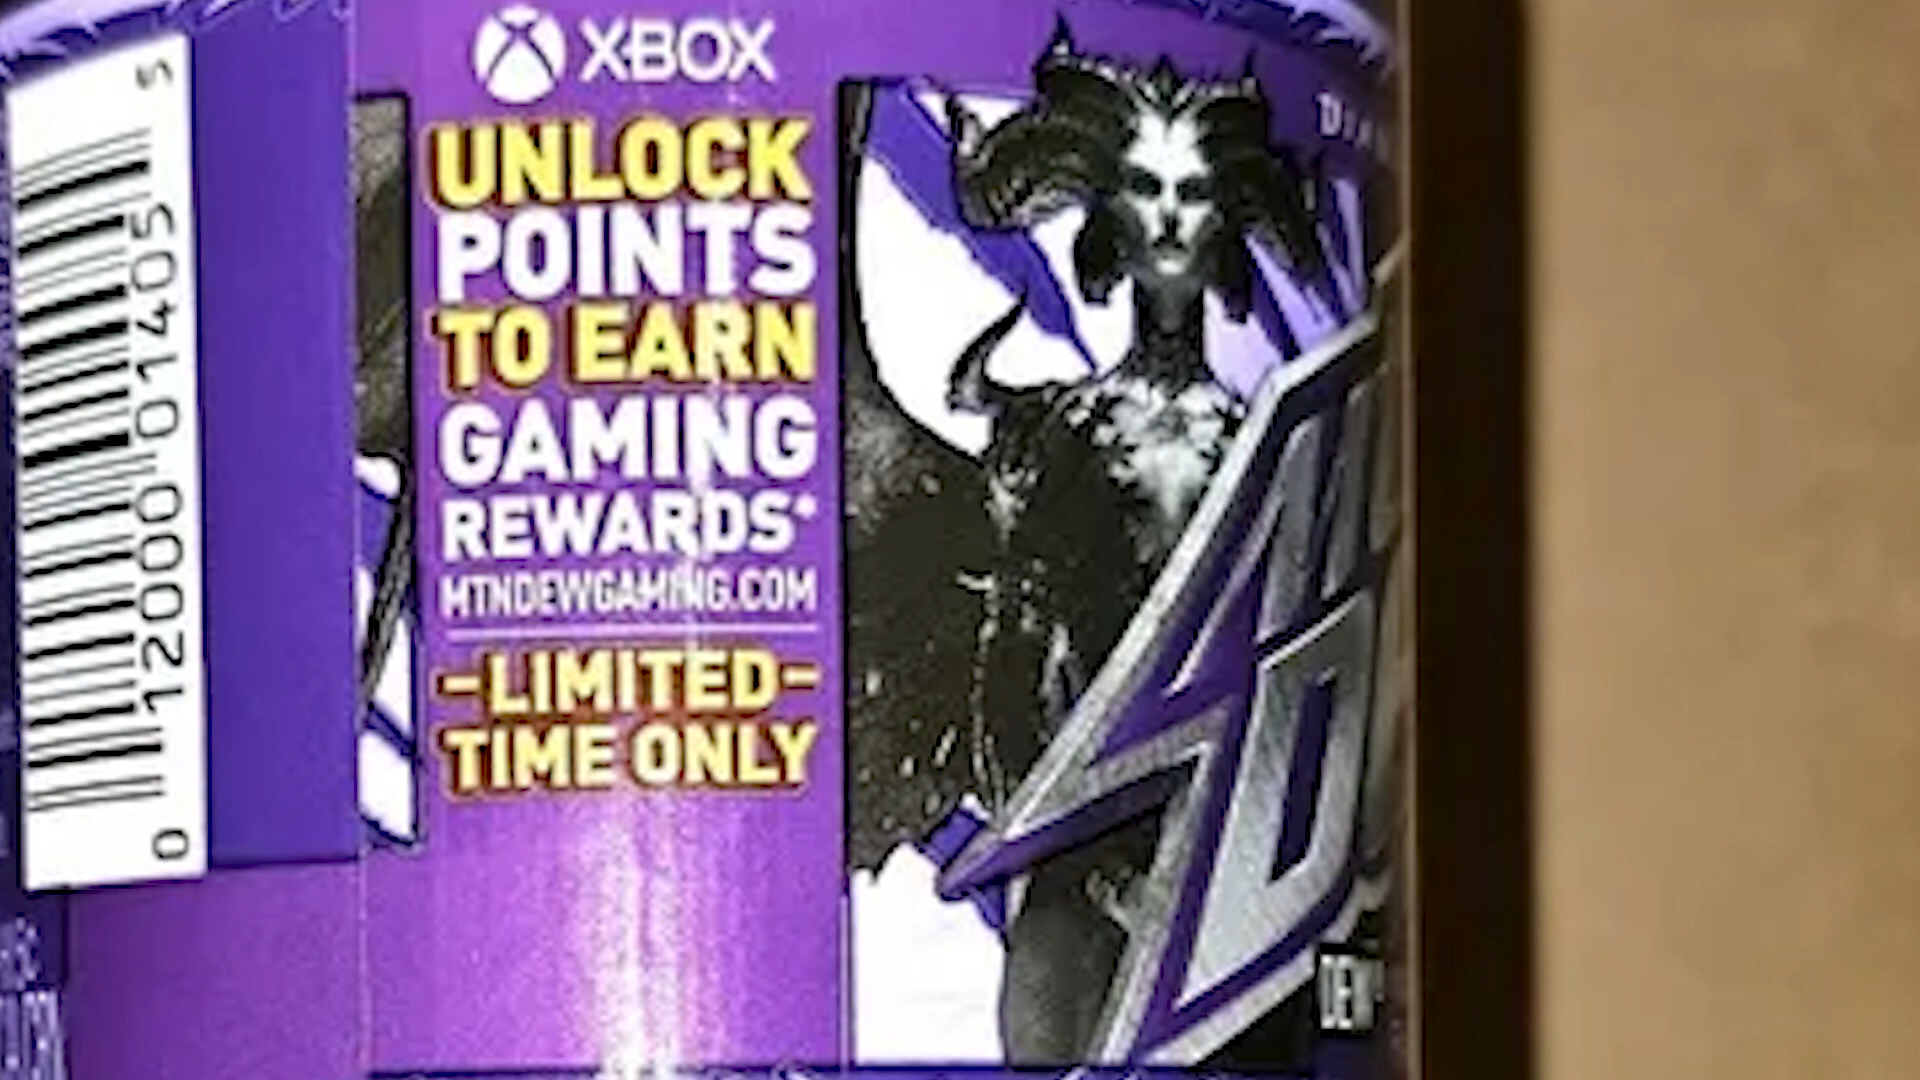 XBOX
UNLOCK
POINTS
TO EARN
GAMING
REWARDS*
MTNDEWGAMING.COM
-LIMITED-
TIME ONLY
0 12000 01405 5